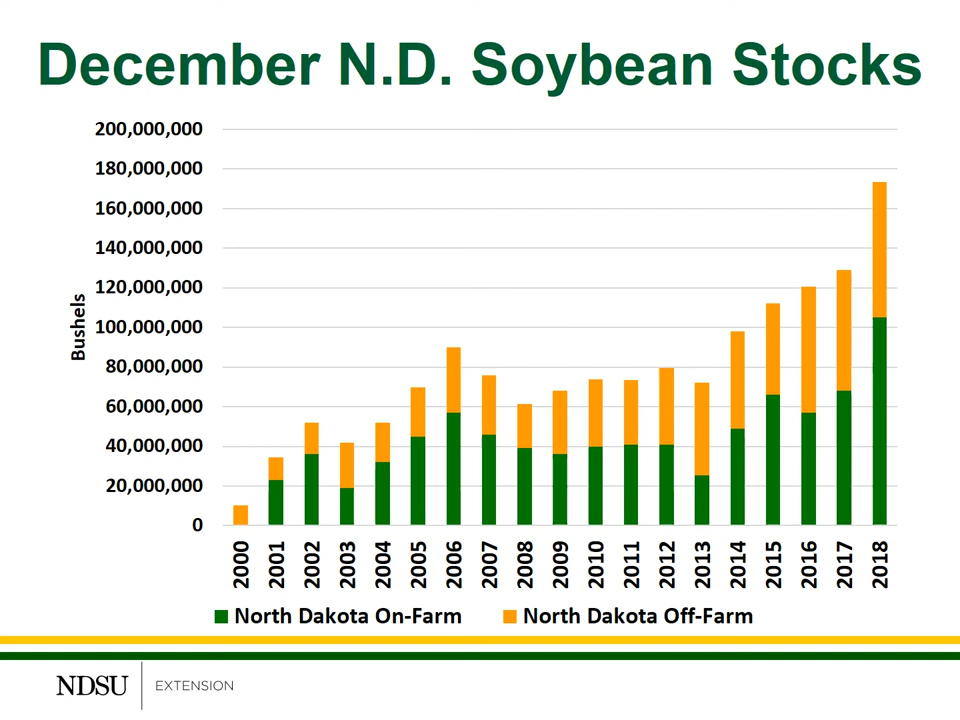 December N.D. Soybean Stocks
200,000,000
180,000,000
160,000,000
140,000,000
120,000,000
100,000,000
80,000,000
60,000,000
40,000,000
20,000,000
0
Bushels
2000 2001 2002 2003 2004 2005 2006 2007 2008 2009 2010 2011 2012 2013 2014 2015 2016 2017 2018
North Dakota On-Farm North Dakota Off-Farm
NDSU EXTENSION